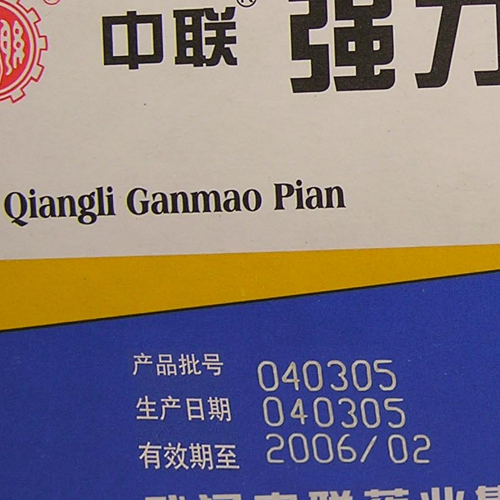 中联® 强力
Qiangli Ganmao Pian
产品批号 040305
生产日期 040305
有效期至 2006/02